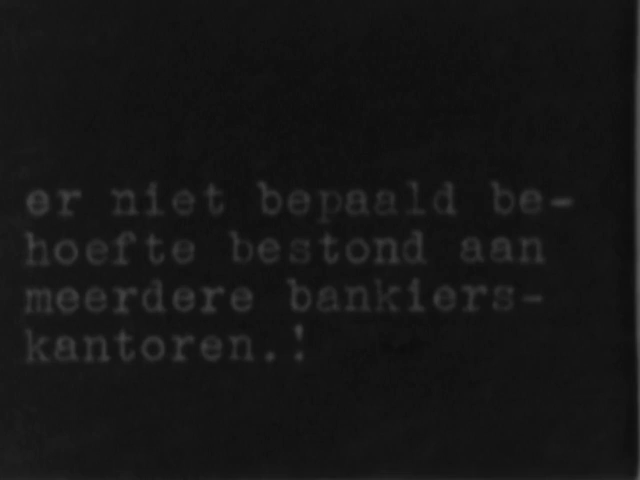 er niet bepaald be-
hoefte bestond aan
meerdere bankiers-
kantoren.!